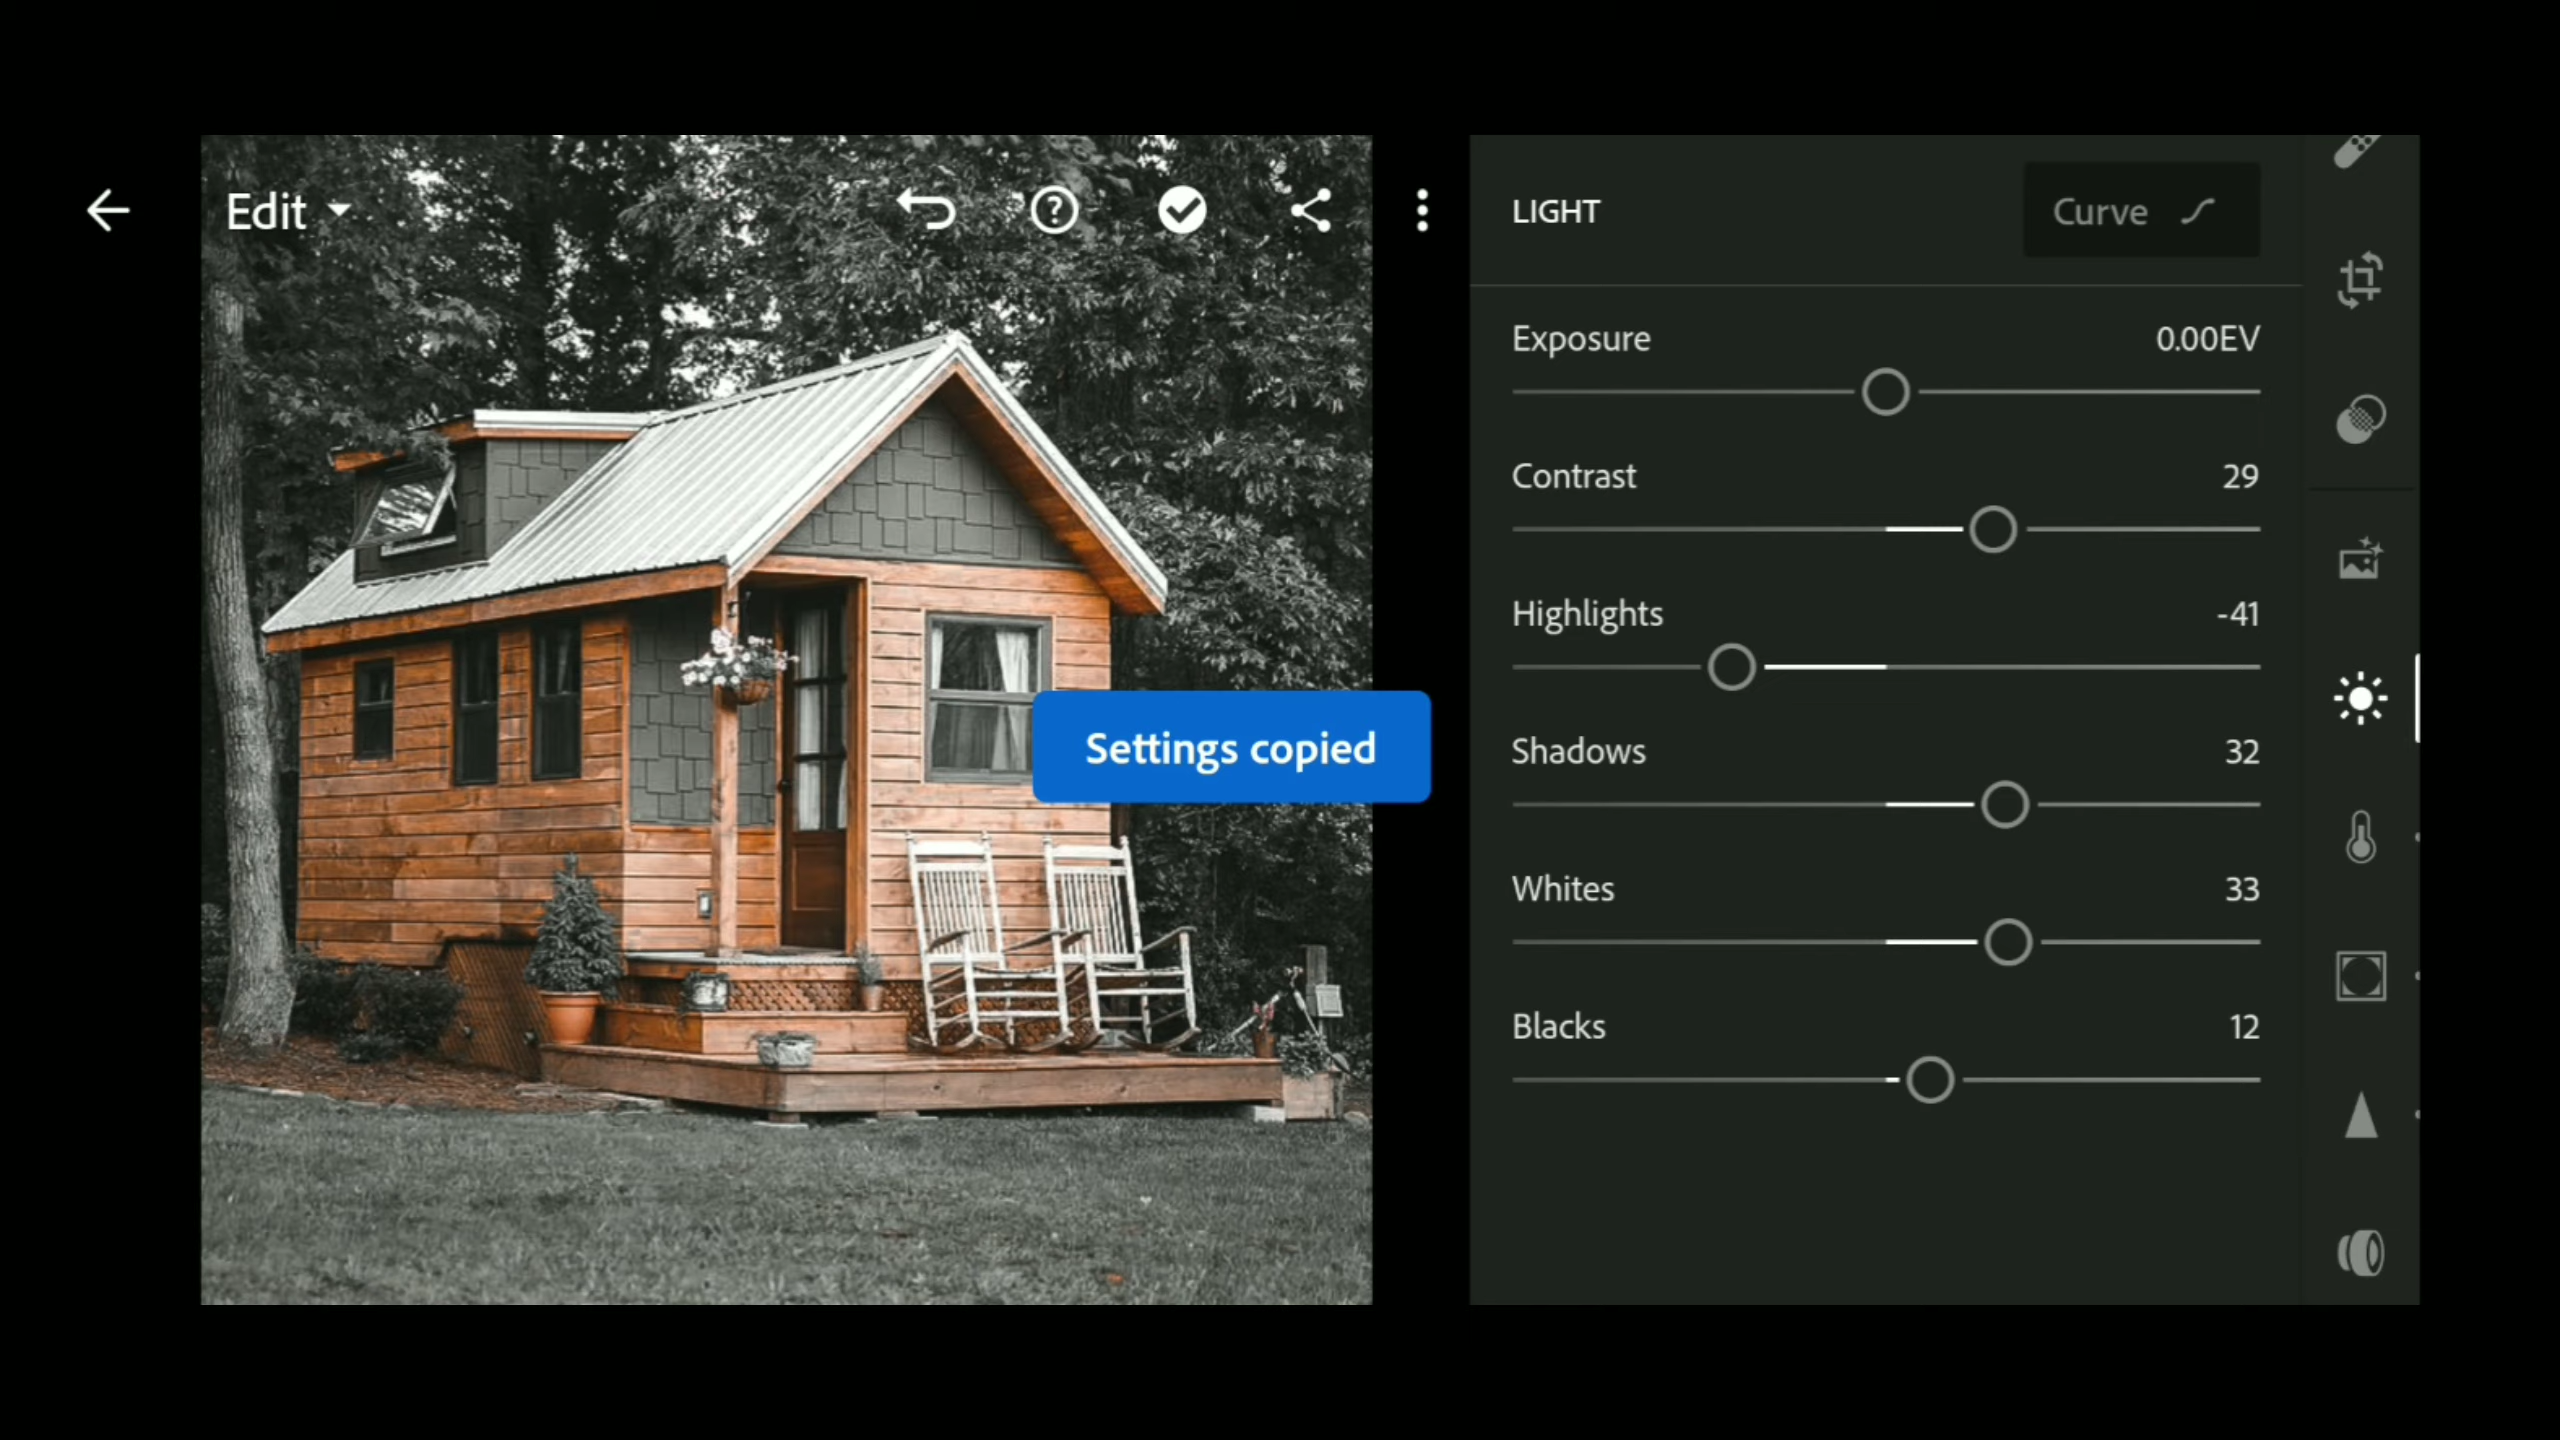 Edit
LIGHT
Curve
Exposure
0.00EV
Contrast
29
Highlights
-41
Settings copied
Shadows
32
Whites
33
Blacks
12